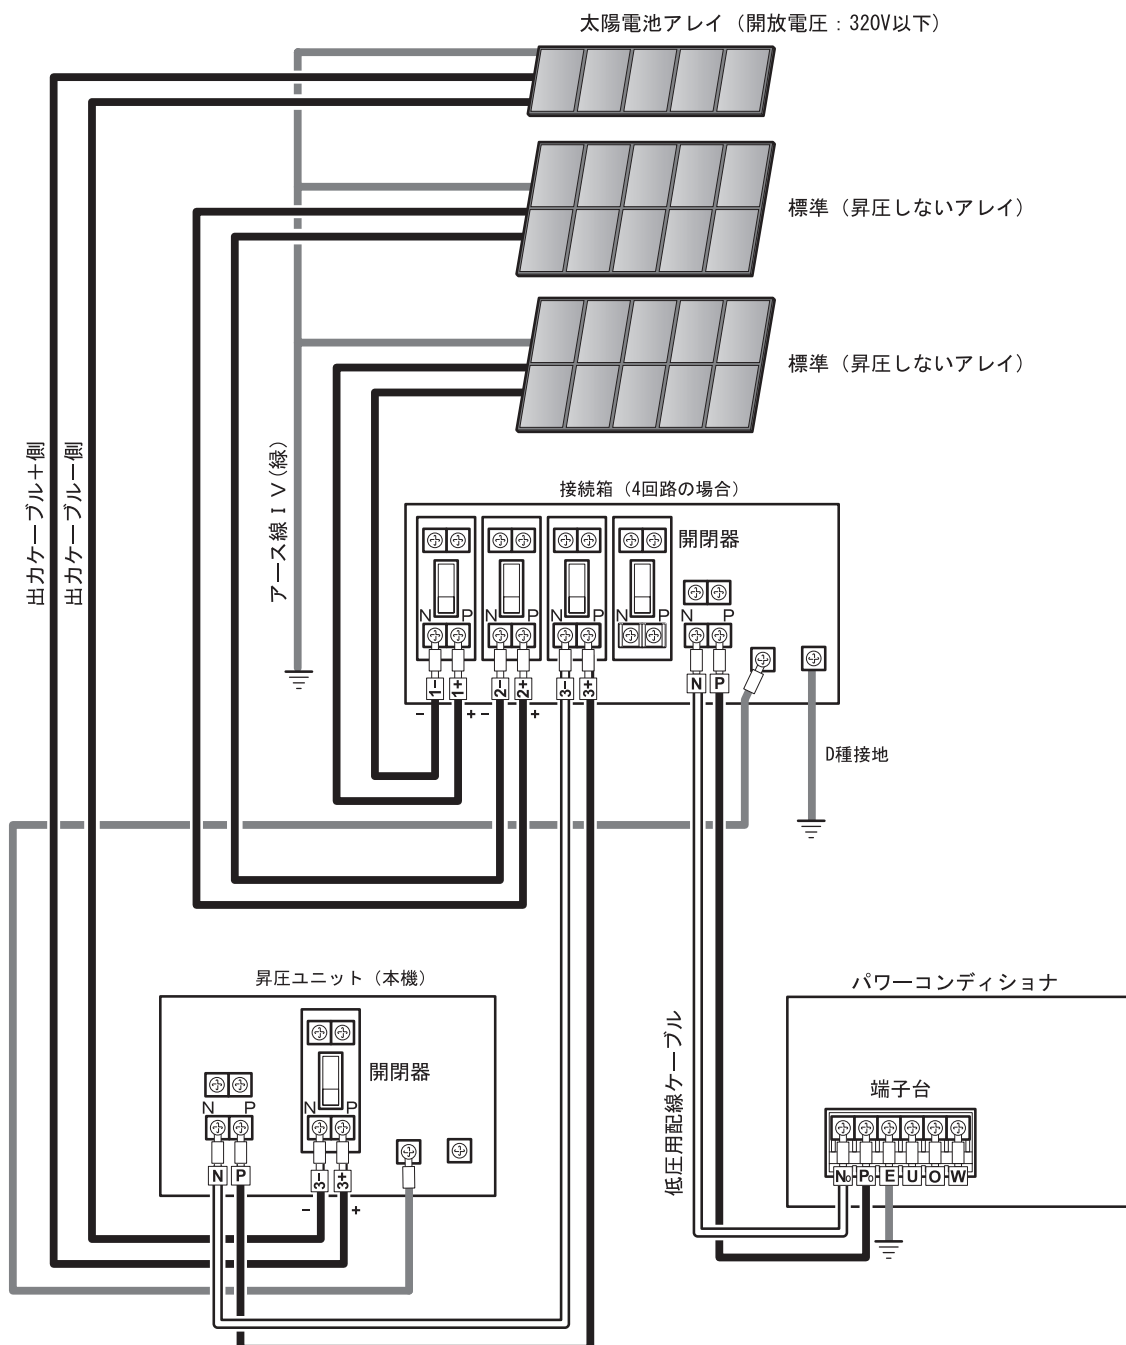 太陽電池アレイ（開放電圧：320V以下）
標準（昇圧しないアレイ）
標準（昇圧しないアレイ）
出力ケーブル＋側
出力ケーブルー側
アース線ＩＶ(緑)
接続箱（4回路の場合）
開閉器
N P N P N P N P N P
1- 1+ 2- 2+ 3- 3+ N P
- + - +
D種接地
昇圧ユニット（本機）
開閉器
N P N P
N P 3- 3+
- +
低圧用配線ケーブル
パワーコンディショナ
端子台
N₀ P₀ E U O W